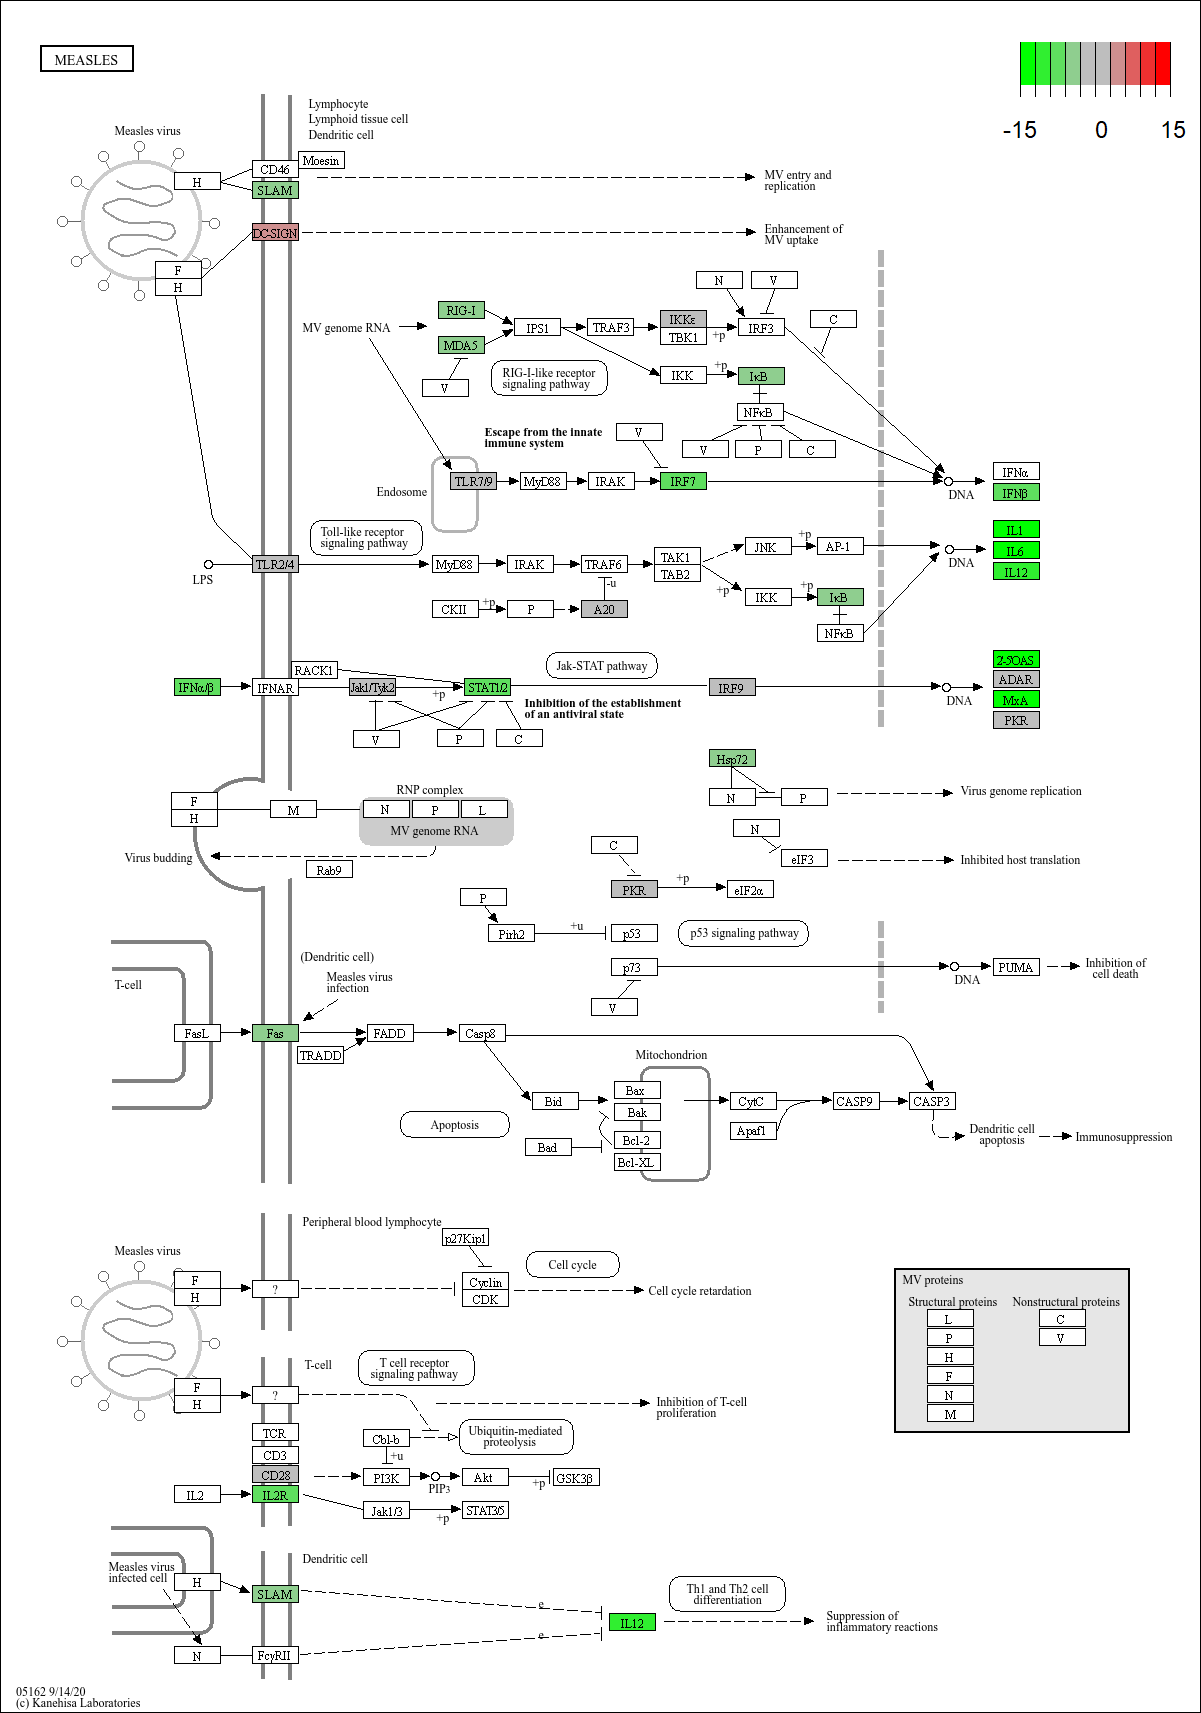 MEASLES
-15 0 15
Lymphocyte
Lymphoid tissue cell
Dendritic cell
Measles virus
H
CD46
Moesin
SLAM
MV entry and
replication
DC-SIGN
Enhancement of
MV uptake
F
H
N
V
RIG-I
MV genome RNA
IPS1
TRAF3
IKKε
TBK1
+p
IRF3
C
MDA5
V
RIG-I-like receptor
signaling pathway
IKK
+p
IκB
NFκB
Escape from the innate
immune system
V
V
P
C
Endosome
TLR7/9
MyD88
IRAK
IRF7
DNA
IFNα
IFNβ
Toll-like receptor
signaling pathway
LPS
TLR2/4
MyD88
IRAK
TRAF6
TAK1
TAB2
JNK
+p
AP-1
DNA
IL1
IL6
IL12
-u
CKII
+p
P
A20
+p
IKK
+p
IκB
NFκB
RACK1
Jak-STAT pathway
IFNα/β
IFNAR
Jak1/Tyk2
+p
STAT1/2
IRF9
DNA
2-5OAS
ADAR
MxA
PKR
Inhibition of the establishment
of an antiviral state
V
P
C
Hsp72
N
P
Virus genome replication
RNP complex
F
H
M
N
P
L
MV genome RNA
N
eIF3
Inhibited host translation
Virus budding
Rab9
C
PKR
+p
eIF2α
P
Pirh2
+u
p53
p53 signaling pathway
p73
DNA
PUMA
Inhibition of
cell death
V
T-cell
(Dendritic cell)
Measles virus
infection
FasL
Fas
FADD
Casp8
TRADD
Mitochondrion
Bid
Bax
Bak
CytC
CASP9
CASP3
Apoptosis
Bad
Bcl-2
Bcl-XL
Apaf1
Dendritic cell
apoptosis
Immunosuppression
Peripheral blood lymphocyte
p27Kip1
Measles virus
F
H
?
Cyclin
CDK
Cell cycle
Cell cycle retardation
MV proteins
Structural proteins
Nonstructural proteins
L
C
P
V
H
F
N
M
T-cell
T cell receptor
signaling pathway
F
H
?
Inhibition of T-cell
proliferation
TCR
Cbl-b
Ubiquitin-mediated
proteolysis
CD3
+u
CD28
PI3K
PIP3
Akt
+p
GSK3β
IL2
IL2R
Jak1/3
+p
STAT3/5
Dendritic cell
Measles virus
infected cell
H
SLAM
e
Th1 and Th2 cell
differentiation
IL12
Suppression of
inflammatory reactions
N
FcγRII
e
05162 9/14/20
(c) Kanehisa Laboratories